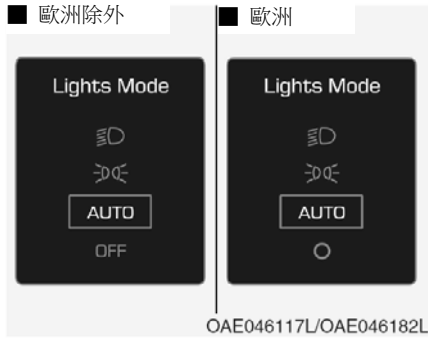 ■ 歐洲除外
Lights Mode
AUTO
OFF
■ 歐洲
Lights Mode
AUTO
OAE046117L/OAE046182L